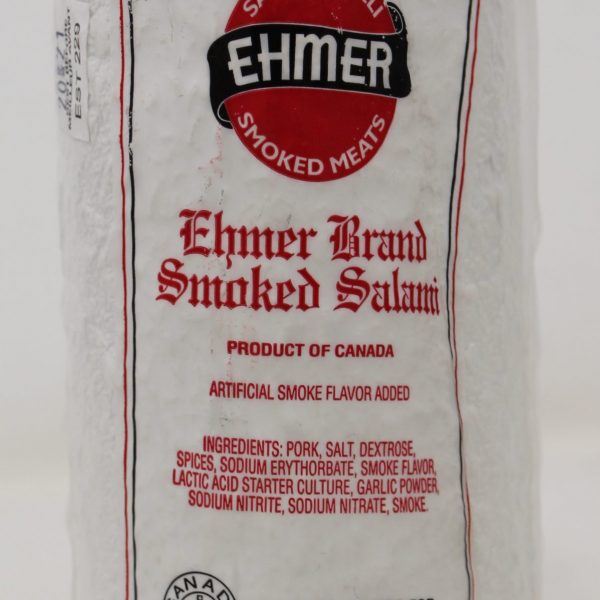 EHMER
SMOKED MEATS
EST 229
Ehmer Brand
Smoked Salami
PRODUCT OF CANADA
ARTIFICIAL SMOKE FLAVOR ADDED
INGREDIENTS: PORK, SALT, DEXTROSE,
SPICES, SODIUM ERYTHORBATE, SMOKE FLAVOR,
LACTIC ACID STARTER CULTURE, GARLIC POWDER,
SODIUM NITRITE, SODIUM NITRATE, SMOKE.
CANADA